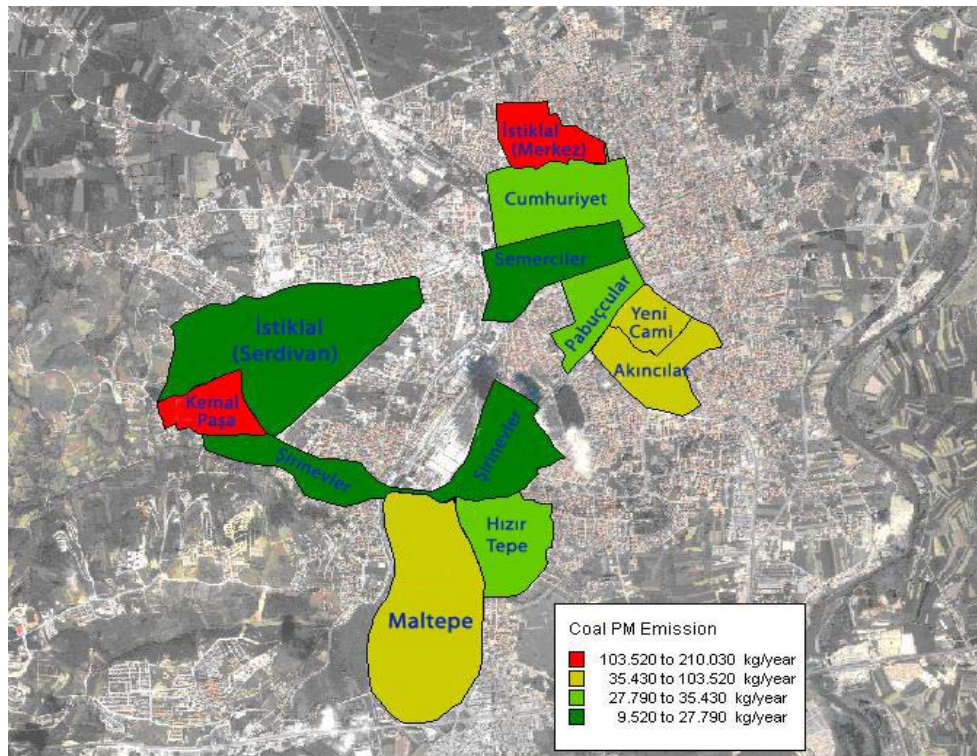 İstiklal
(Merkez)
Cumhuriyet
Semerciler
Pabuçcular
Yeni
Cami
Akıncılar
İstiklal
(Serdivan)
Kemal
Paşa
Şirinevler
Şirinevler
Hızır
Tepe
Maltepe
Coal PM Emission
103.520 to 210.030 kg/year
35.430 to 103.520 kg/year
27.790 to 35.430 kg/year
9.520 to 27.790 kg/year